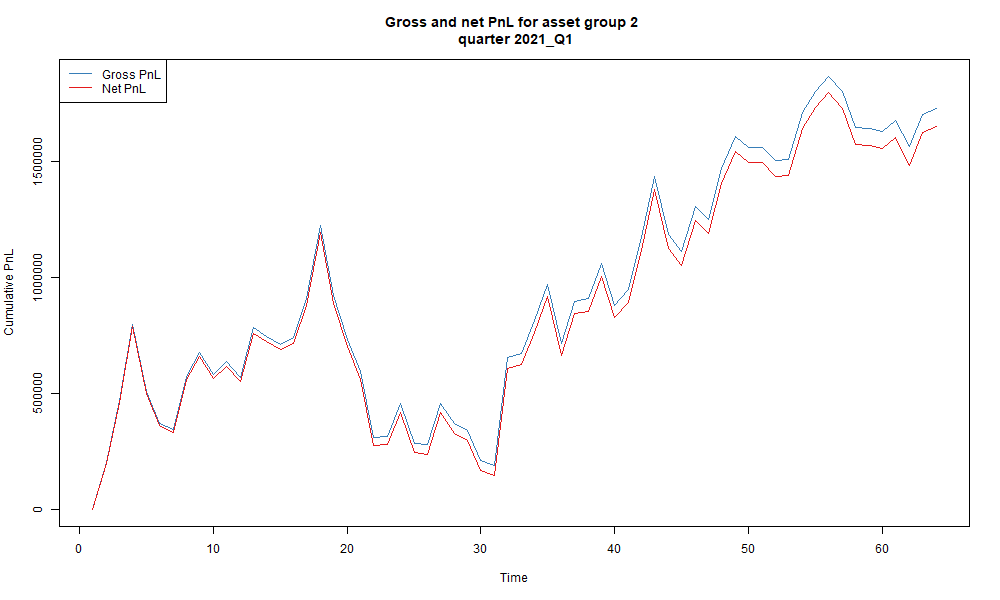 Gross and net PnL for asset group 2
quarter 2021_Q1
Gross PnL
Net PnL
Cumulative PnL
1500000
1000000
500000
0
0 10 20 30 40 50 60
Time